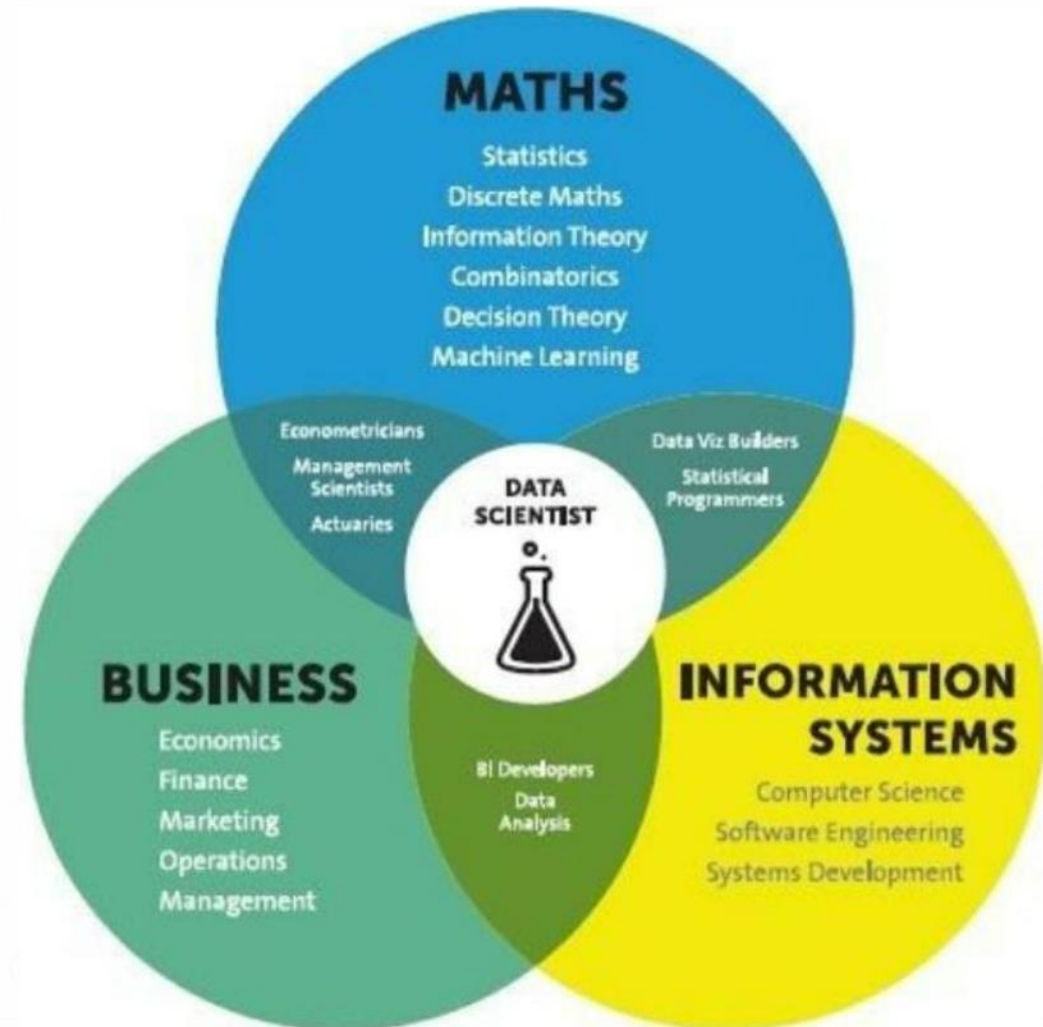 MATHS
Statistics
Discrete Maths
Information Theory
Combinatorics
Decision Theory
Machine Learning
Econometricians
Management
Scientists
Actuaries
Data Viz Builders
Statistical
Programmers
DATA
SCIENTIST
BUSINESS
Economics
Finance
Marketing
Operations
Management
BI Developers
Data
Analysis
INFORMATION
SYSTEMS
Computer Science
Software Engineering
Systems Development